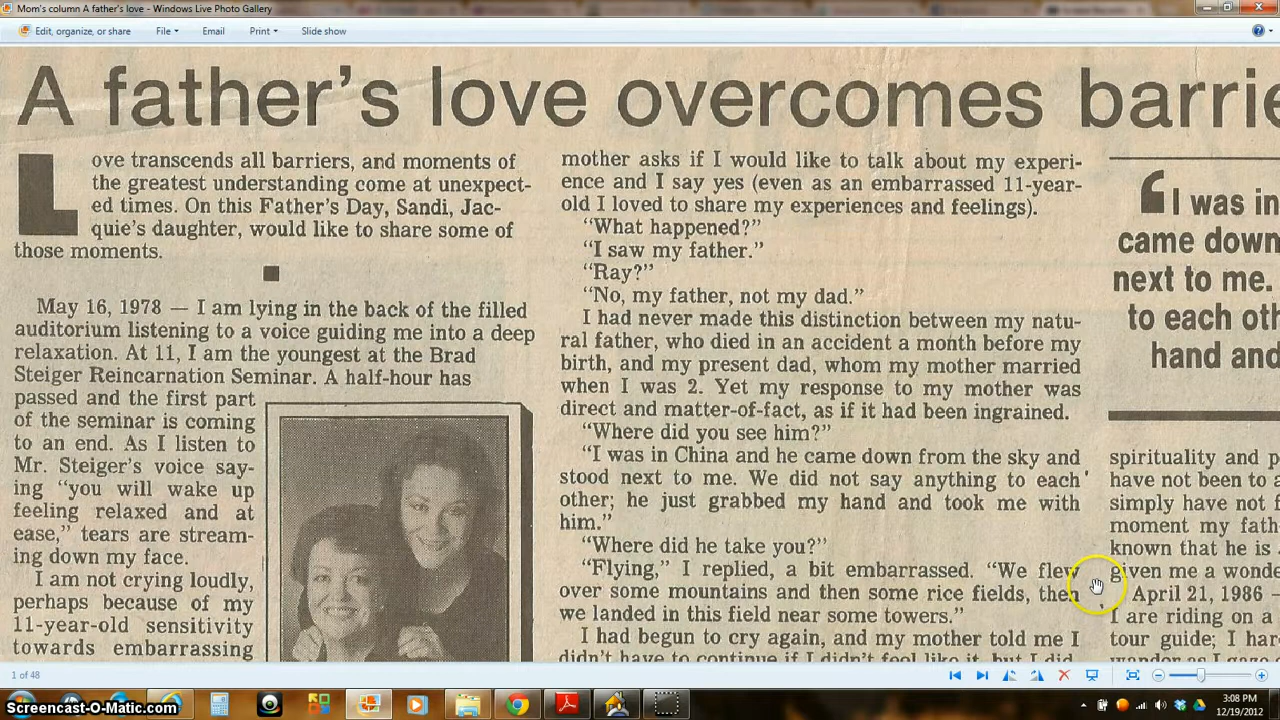 Mom's column A father's love - Windows Live Photo Gallery
Edit, organize, or share File Email Print Slide show
A father's love overcomes barrie
Love transcends all barriers, and moments of
the greatest understanding come at unexpect-
ed times. On this Father's Day, Sandi, Jac-
quie's daughter, would like to share some of
those moments.
May 16, 1978 — I am lying in the back of the filled
auditorium listening to a voice guiding me into a deep
relaxation. At 11, I am the youngest at the Brad
Steiger Reincarnation Seminar. A half-hour has
passed and the first part
of the seminar is coming
to an end. As I listen to
Mr. Steiger's voice say-
ing “you will wake up
feeling relaxed and at
ease,” tears are stream-
ing down my face.
I am not crying loudly,
perhaps because of my
11-year-old sensitivity
towards embarrassing
mother asks if I would like to talk about my experi-
ence and I say yes (even as an embarrassed 11-year-
old I loved to share my experiences and feelings).
“What happened?”
“I saw my father.”
“Ray?”
“No, my father, not my dad.”
I had never made this distinction between my natu-
ral father, who died in an accident a month before my
birth, and my present dad, whom my mother married
when I was 2. Yet my response to my mother was
direct and matter-of-fact, as if it had been ingrained.
“Where did you see him?”
“I was in China and he came down from the sky and
stood next to me. We did not say anything to each
other; he just grabbed my hand and took me with
him.”
“Where did he take you?”
“Flying,” I replied, a bit embarrassed. “We flew
over some mountains and then some rice fields, then
we landed in this field near some towers.”
I had begun to cry again, and my mother told me I
didn't have to continue if I didn't feel like it, but I did
‘I was in
came down
next to me.
to each oth
hand and
spirituality and p
have not been to a
simply have not f
moment my fath
known that he is
given me a wonde
April 21, 1986 –
I are riding on a
tour guide; I har
wander as I gaze
1 of 48
Screencast-O-Matic.com
3:08 PM
12/19/2012